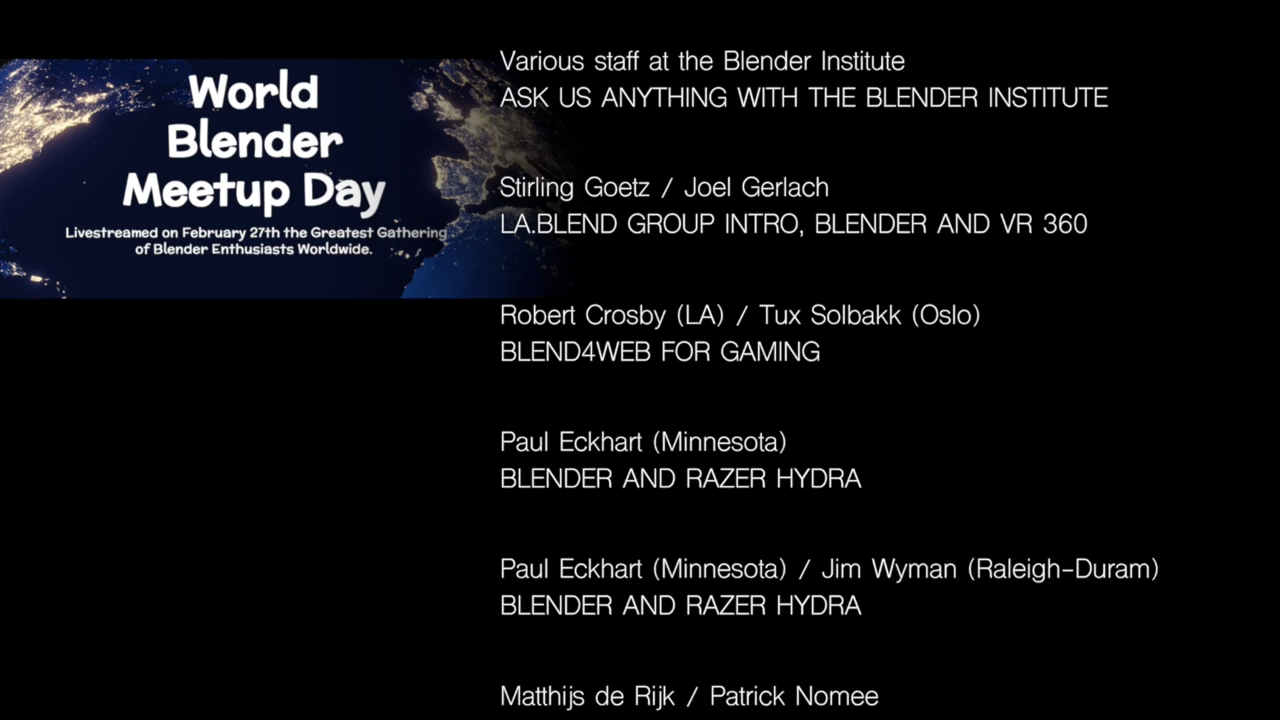 World
Blender
Meetup Day
Livestreamed on February 27th the Greatest Gathering
of Blender Enthusiasts Worldwide.
Various staff at the Blender Institute
ASK US ANYTHING WITH THE BLENDER INSTITUTE
Stirling Goetz / Joel Gerlach
LA.BLEND GROUP INTRO, BLENDER AND VR 360
Robert Crosby (LA) / Tux Solbakk (Oslo)
BLEND4WEB FOR GAMING
Paul Eckhart (Minnesota)
BLENDER AND RAZER HYDRA
Paul Eckhart (Minnesota) / Jim Wyman (Raleigh-Duram)
BLENDER AND RAZER HYDRA
Matthijs de Rijk / Patrick Nomee